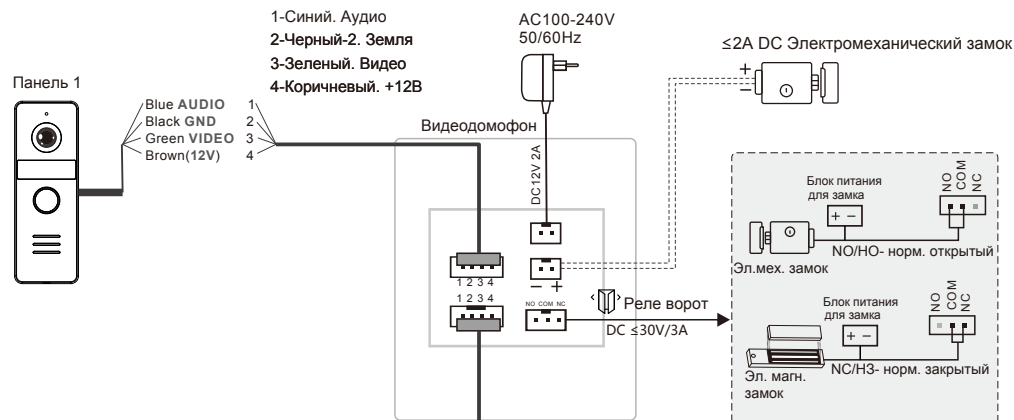 1-Синий. Аудио
2-Черный-2. Земля
3-Зеленый. Видео
4-Коричневый. +12В
AC100-240V
50/60Hz
≤2A DC Электромеханический замок
+
−
Панель 1
Blue AUDIO 1
Black GND 2
Green VIDEO 3
Brown(12V) 4
Видеодомофон
DC12V 2A
− +
1 2 3 4
1 2 3 4
NO COM NC
Реле ворот
DC ≤30V/3A
Блок питания
для замка
+ −
NO
COM
NC
NO/НО- норм. открытый
Эл.мех. замок
Блок питания
для замка
+ −
NO
COM
NC
NC/НЗ- норм. закрытый
Эл. магн.
замок